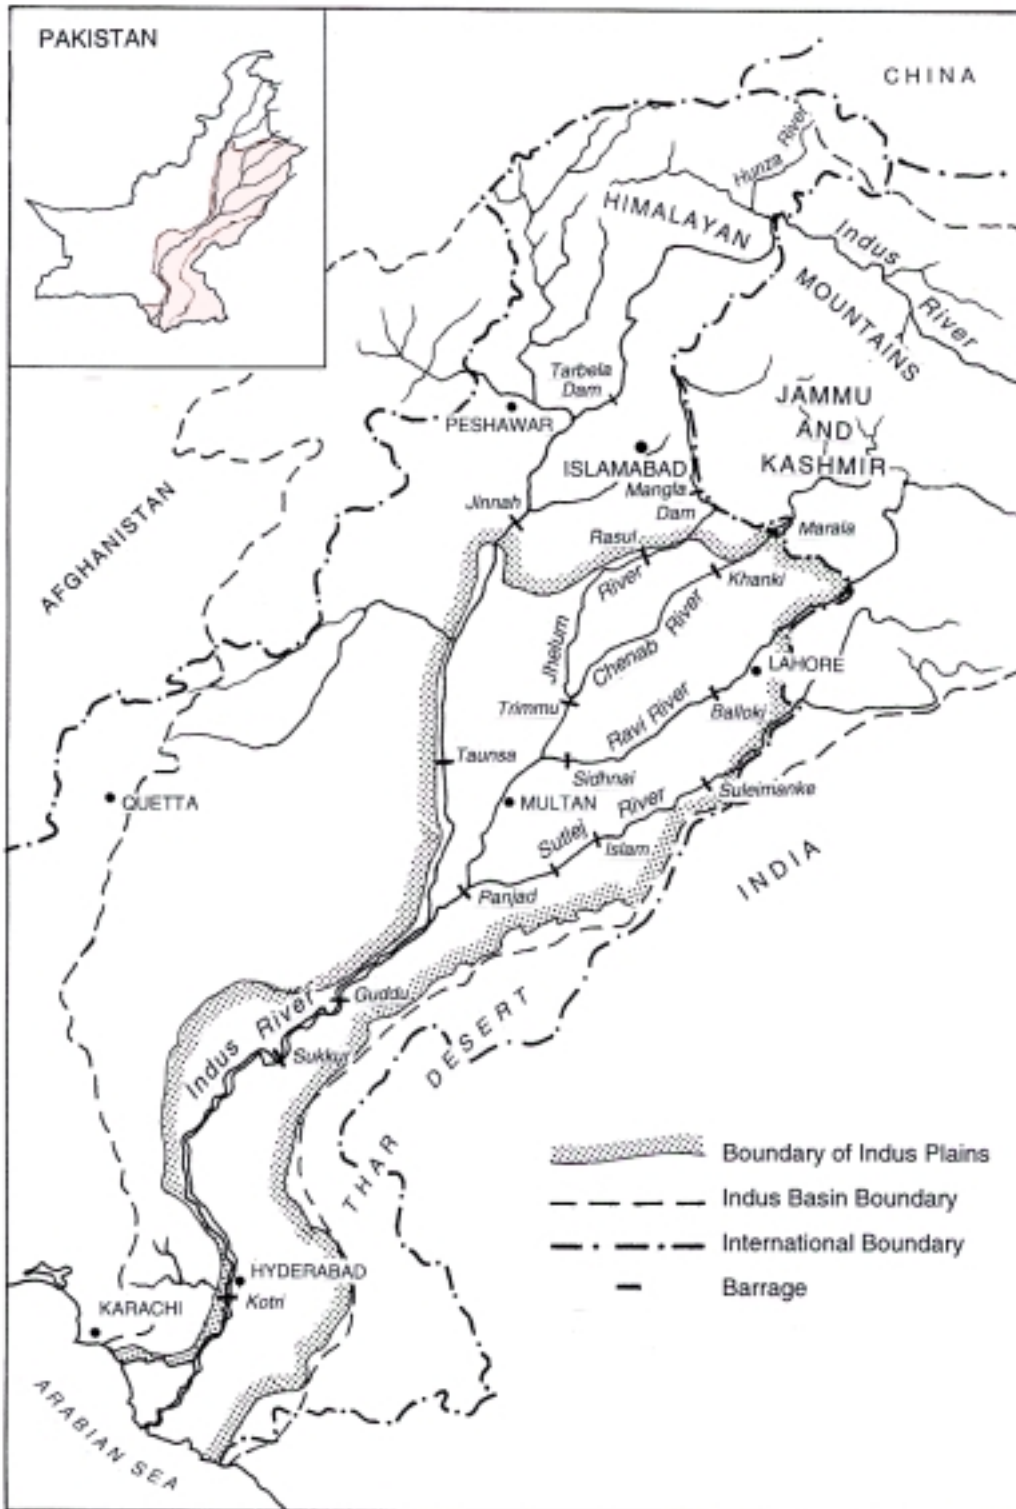 PAKISTAN
CHINA
Hunza River
HIMALAYAN
MOUNTAINS
Indus River
Tarbela
Dam
PESHAWAR
JAMMU
AND
KASHMIR
ISLAMABAD
Mangla
Dam
Jinnah
Marala
Rasul
AFGHANISTAN
Khanki
Jhelum River
Chenab River
LAHORE
Trimmu
Ravi River
Balloki
Taunsa
Sidhnai
QUETTA
MULTAN
Suleimanke
Sutlej River
Islam
INDIA
Panjad
Indus River
Guddu
Sukkur
THAR DESERT
Boundary of Indus Plains
Indus Basin Boundary
International Boundary
Barrage
HYDERABAD
KARACHI
Kotri
ARABIAN SEA